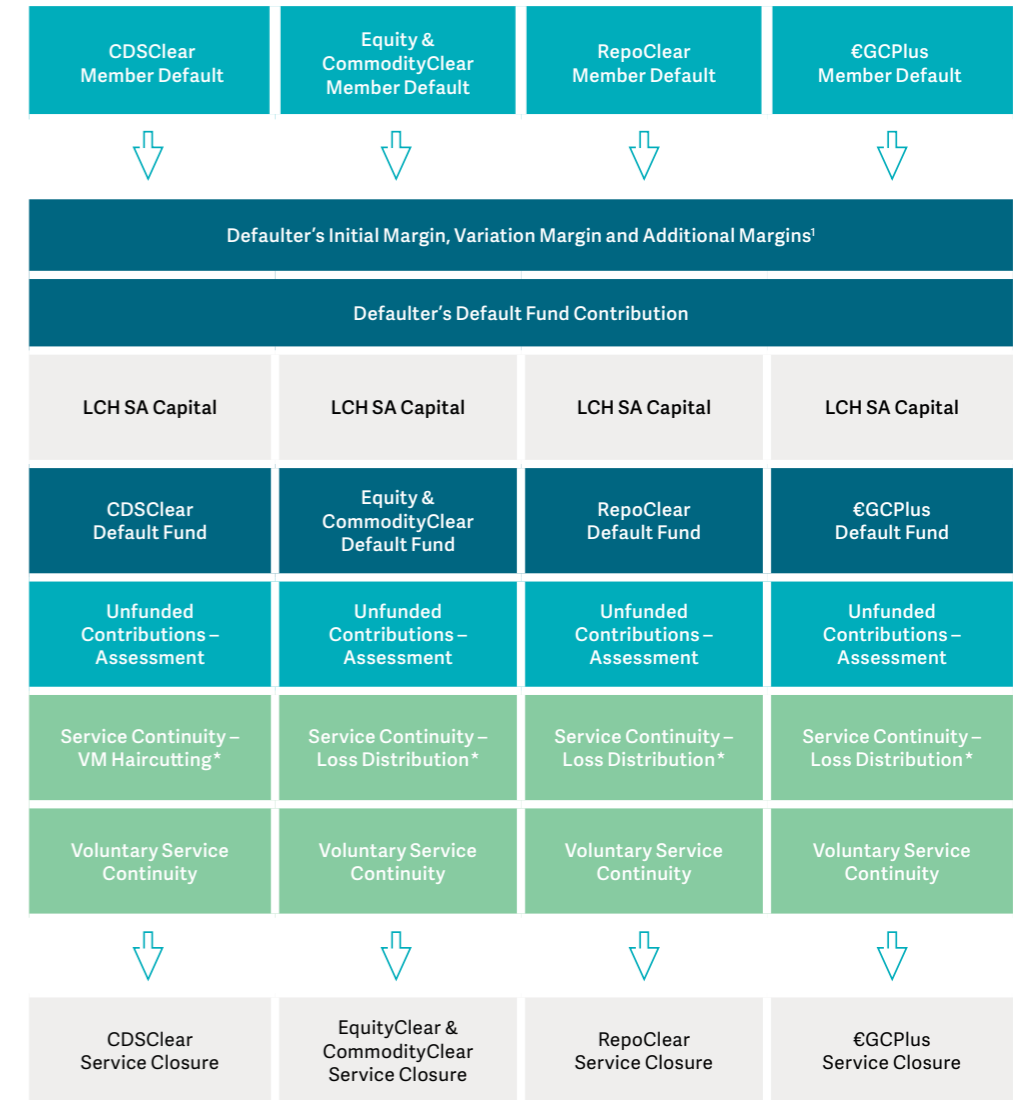 CDSClear
Member Default
Equity &
CommodityClear
Member Default
RepoClear
Member Default
€GCPlus
Member Default
Defaulter’s Initial Margin, Variation Margin and Additional Margins¹
Defaulter’s Default Fund Contribution
LCH SA Capital
LCH SA Capital
LCH SA Capital
LCH SA Capital
CDSClear
Default Fund
Equity &
CommodityClear
Default Fund
RepoClear
Default Fund
€GCPlus
Default Fund
Unfunded
Contributions –
Assessment
Unfunded
Contributions –
Assessment
Unfunded
Contributions –
Assessment
Unfunded
Contributions –
Assessment
Service Continuity –
VM Haircutting*
Service Continuity –
Loss Distribution*
Service Continuity –
Loss Distribution*
Service Continuity –
Loss Distribution*
Voluntary Service
Continuity
Voluntary Service
Continuity
Voluntary Service
Continuity
Voluntary Service
Continuity
CDSClear
Service Closure
EquityClear &
CommodityClear
Service Closure
RepoClear
Service Closure
€GCPlus
Service Closure